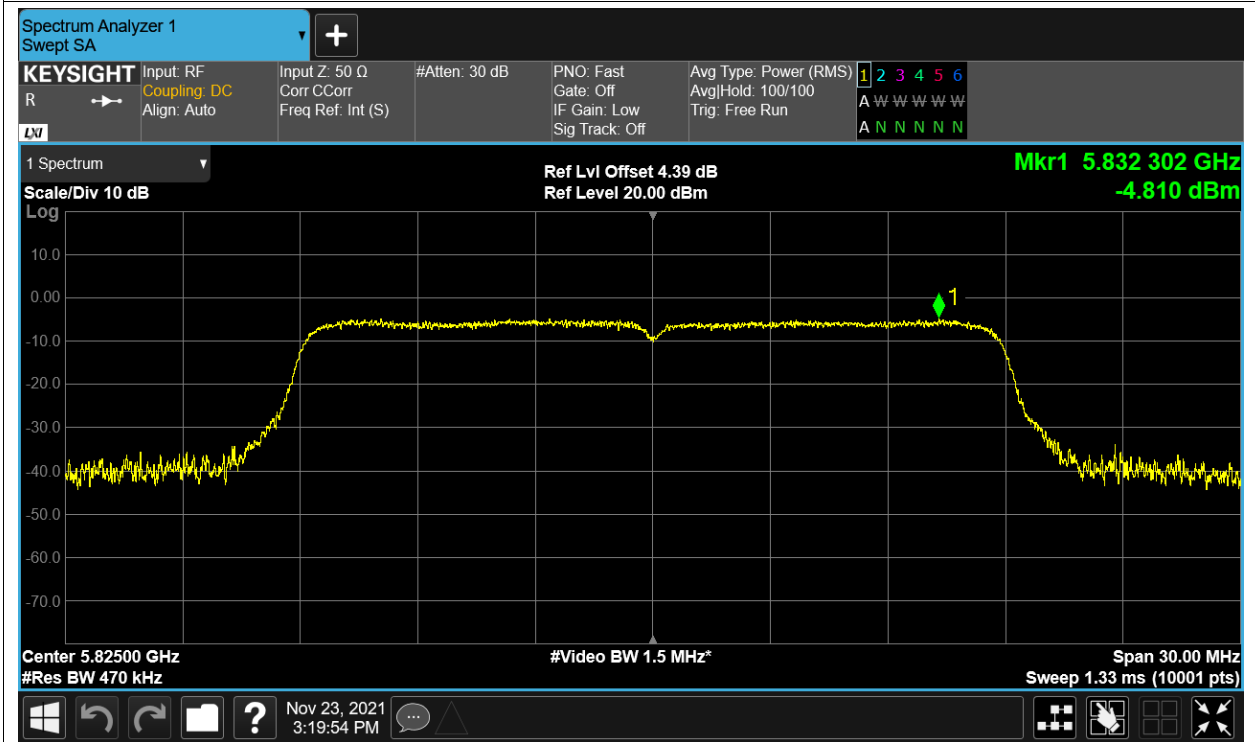 Spectrum Analyzer 1
Swept SA
+
KEYSIGHT
R
LXI
Input: RF
Coupling: DC
Align: Auto
Input Z: 50 Ω
Corr CCorr
Freq Ref: Int (S)
#Atten: 30 dB
PNO: Fast
Gate: Off
IF Gain: Low
Sig Track: Off
Avg Type: Power (RMS)
Avg|Hold: 100/100
Trig: Free Run
1 2 3 4 5 6
A W W W W W
A N N N N N
1 Spectrum
Scale/Div 10 dB
Log
Ref Lvl Offset 4.39 dB
Ref Level 20.00 dBm
Mkr1 5.832 302 GHz
-4.810 dBm
10.0
0.00
1
-10.0
-20.0
-30.0
-40.0
-50.0
-60.0
-70.0
Center 5.82500 GHz
#Res BW 470 kHz
#Video BW 1.5 MHz*
Span 30.00 MHz
Sweep 1.33 ms (10001 pts)
?
Nov 23, 2021
3:19:54 PM